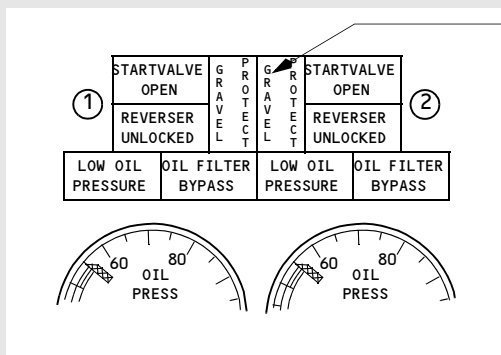 STARTVALVE
OPEN
GRAVEL
PROTECT
GRAVEL
PROTECT
STARTVALVE
OPEN
1
REVERSER
UNLOCKED
REVERSER
UNLOCKED
2
LOW OIL
PRESSURE
OIL FILTER
BYPASS
LOW OIL
PRESSURE
OIL FILTER
BYPASS
60 80
OIL
PRESS
60 80
OIL
PRESS